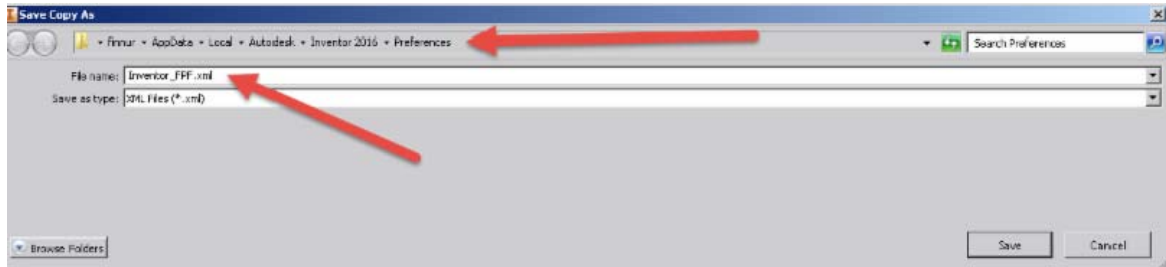 Save Copy As
finnur • AppData • Local • Autodesk • Inventor 2016 • Preferences
Search Preferences
File name: Inventor_FPF.xml
Save as type: XML Files (*.xml)
Browse Folders
Save
Cancel